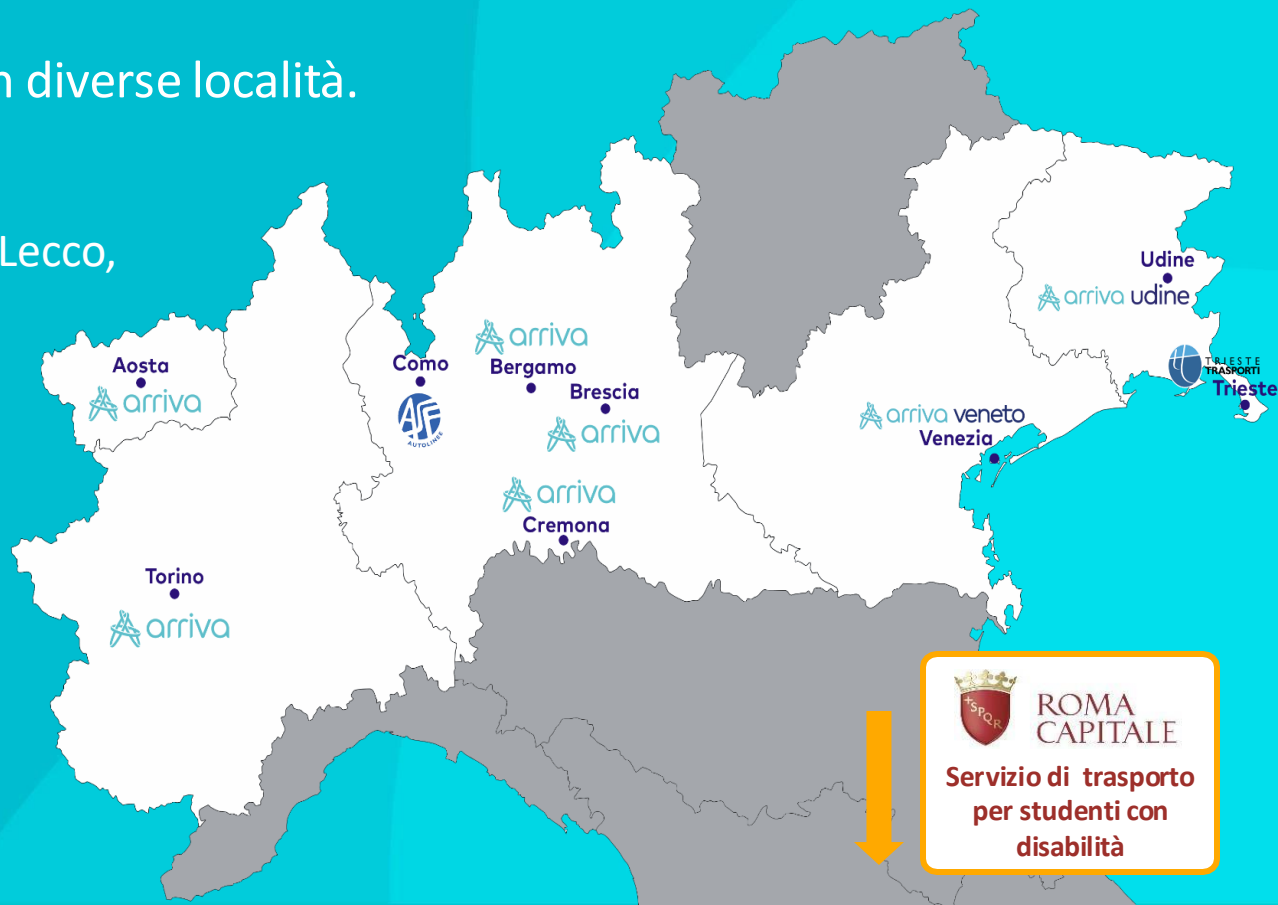 n diverse località.
Lecco,
Udine
arriva udine
Aosta
arriva
Como
ASF
AUTOLINEE
arriva
Bergamo
Brescia
arriva
TRIESTE
TRASPORTI
Trieste
arriva veneto
Venezia
arriva
Cremona
Torino
arriva
SPQR
ROMA
CAPITALE
Servizio di trasporto
per studenti con
disabilità